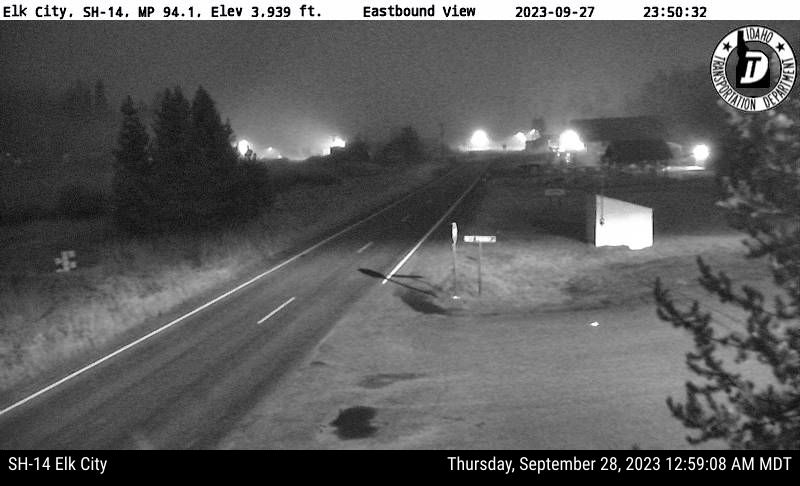 Elk City, SH-14, MP 94.1, Elev 3,939 ft. Eastbound View 2023-09-27 23:50:32
IDAHO
TRANSPORTATION DEPARTMENT
SH-14 Elk City Thursday, September 28, 2023 12:59:08 AM MDT